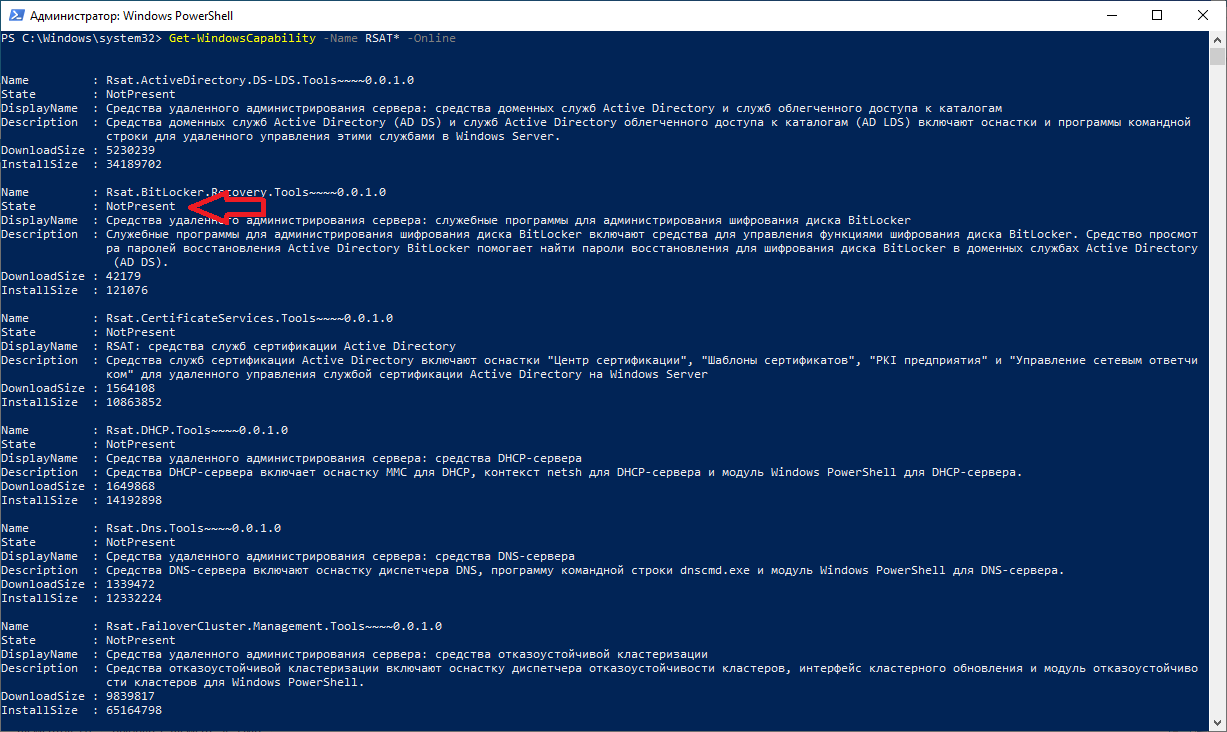 Администратор: Windows PowerShell
PS C:\Windows\system32> Get-WindowsCapability -Name RSAT* -Online
Name : Rsat.ActiveDirectory.DS-LDS.Tools~~~~0.0.1.0
State : NotPresent
DisplayName : Средства удаленного администрирования сервера: средства доменных служб Active Directory и служб облегченного доступа к каталогам
Description : Средства доменных служб Active Directory (AD DS) и служб Active Directory облегченного доступа к каталогам (AD LDS) включают оснастки и программы командной
строки для удаленного управления этими службами в Windows Server.
DownloadSize : 5230239
InstallSize : 34189702
Name : Rsat.BitLocker.Recovery.Tools~~~~0.0.1.0
State : NotPresent
DisplayName : Средства удаленного администрирования сервера: служебные программы для администрирования шифрования диска BitLocker
Description : Служебные программы для администрирования шифрования диска BitLocker включают средства для управления функциями шифрования диска BitLocker. Средство просмот
ра паролей восстановления Active Directory BitLocker помогает найти пароли восстановления для шифрования диска BitLocker в доменных службах Active Directory
(AD DS).
DownloadSize : 42179
InstallSize : 121076
Name : Rsat.CertificateServices.Tools~~~~0.0.1.0
State : NotPresent
DisplayName : RSAT: средства служб сертификации Active Directory
Description : Средства служб сертификации Active Directory включают оснастки "Центр сертификации", "Шаблоны сертификатов", "PKI предприятия" и "Управление сетевым ответчи
ком" для удаленного управления службой сертификации Active Directory на Windows Server
DownloadSize : 1564108
InstallSize : 10863852
Name : Rsat.DHCP.Tools~~~~0.0.1.0
State : NotPresent
DisplayName : Средства удаленного администрирования сервера: средства DHCP-сервера
Description : Средства DHCP-сервера включает оснастку MMC для DHCP, контекст netsh для DHCP-сервера и модуль Windows PowerShell для DHCP-сервера.
DownloadSize : 1649868
InstallSize : 14192898
Name : Rsat.Dns.Tools~~~~0.0.1.0
State : NotPresent
DisplayName : Средства удаленного администрирования сервера: средства DNS-сервера
Description : Средства DNS-сервера включают оснастку диспетчера DNS, программу командной строки dnscmd.exe и модуль Windows PowerShell для DNS-сервера.
DownloadSize : 1339472
InstallSize : 12332224
Name : Rsat.FailoverCluster.Management.Tools~~~~0.0.1.0
State : NotPresent
DisplayName : Средства удаленного администрирования сервера: средства отказоустойчивой кластеризации
Description : Средства отказоустойчивой кластеризации включают оснастку диспетчера отказоустойчивости кластеров, интерфейс кластерного обновления и модуль отказоустойчиво
сти кластеров для Windows PowerShell.
DownloadSize : 9839817
InstallSize : 65164798